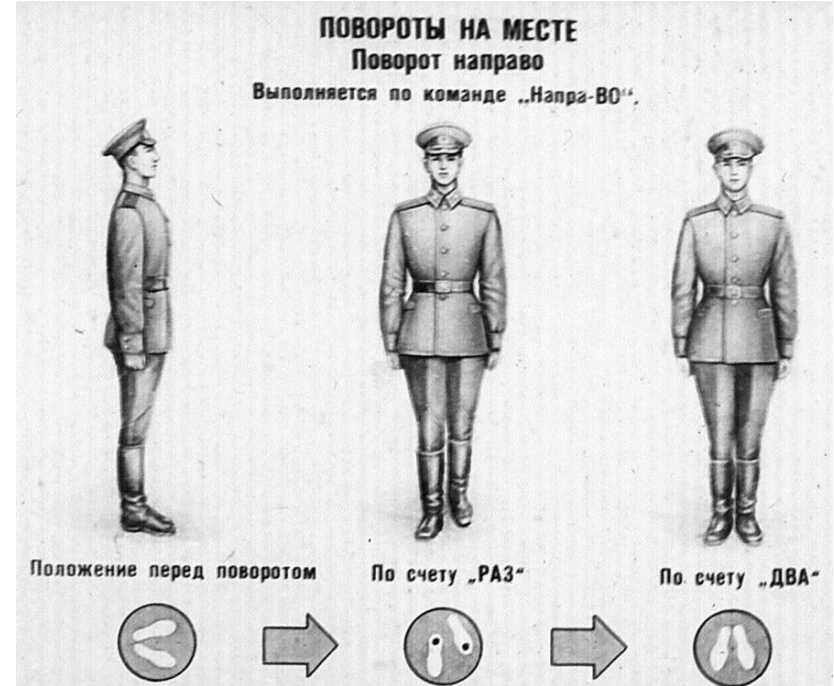 ПОВОРОТЫ НА МЕСТЕ
Поворот направо
Выполняется по команде „Напра-ВО“.
Положение перед поворотом
По счету „РАЗ“
По счету „ДВА“